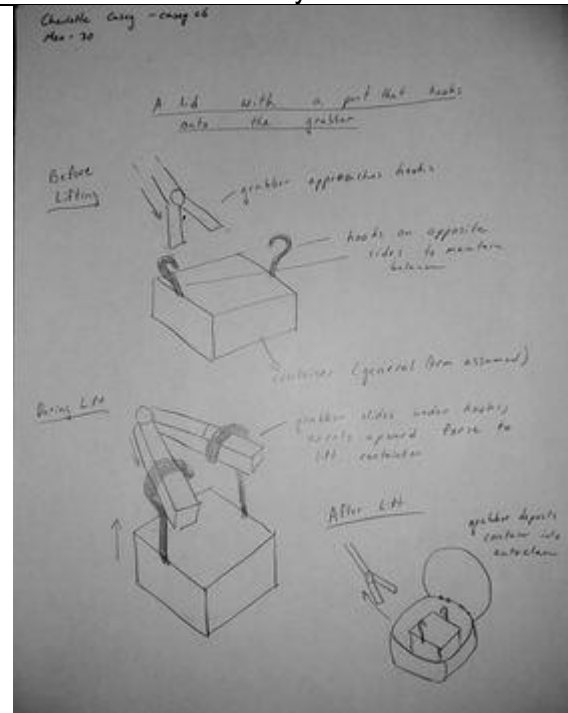 Charlotte Casey - casey06
A lid with a part that hooks
onto the grabber
Before
Lifting
grabber approaches hooks
hooks on opposite
sides to maintain
balance
container (general form assumed)
During Lift
grabber slides under hooks,
exerts upward force to
lift container
After Lift
grabber deposits
container into
autoclave